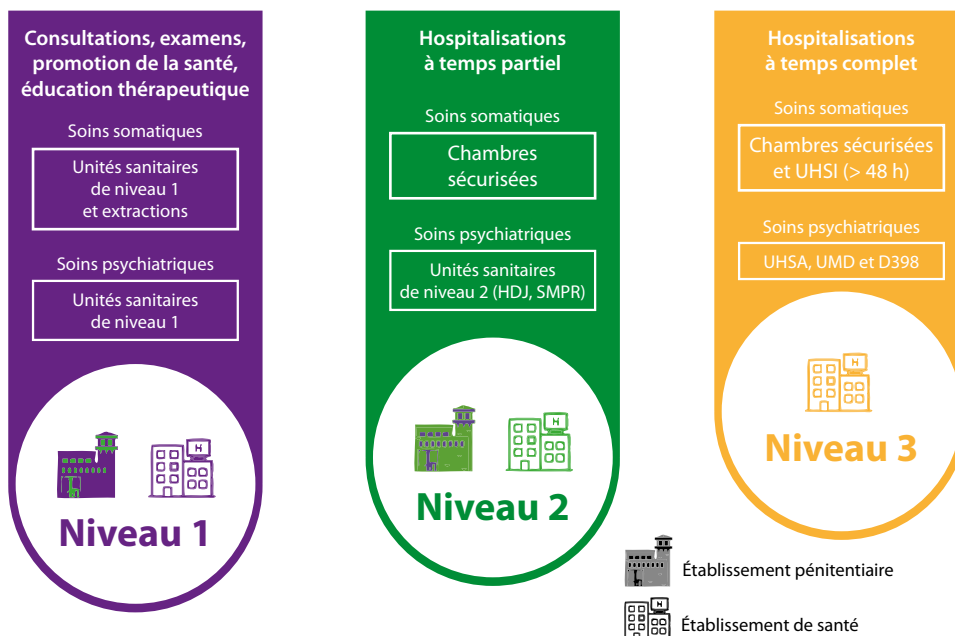 Consultations, examens,
promotion de la santé,
éducation thérapeutique
Soins somatiques
Unités sanitaires
de niveau 1
et extractions
Soins psychiatriques
Unités sanitaires
de niveau 1
H
Niveau 1
Hospitalisations
à temps partiel
Soins somatiques
Chambres
sécurisées
Soins psychiatriques
Unités sanitaires
de niveau 2 (HDJ, SMPR)
H
Niveau 2
Hospitalisations
à temps complet
Soins somatiques
Chambres sécurisées
et UHSI (> 48 h)
Soins psychiatriques
UHSA, UMD et D398
H
Niveau 3
Établissement pénitentiaire
H
Établissement de santé